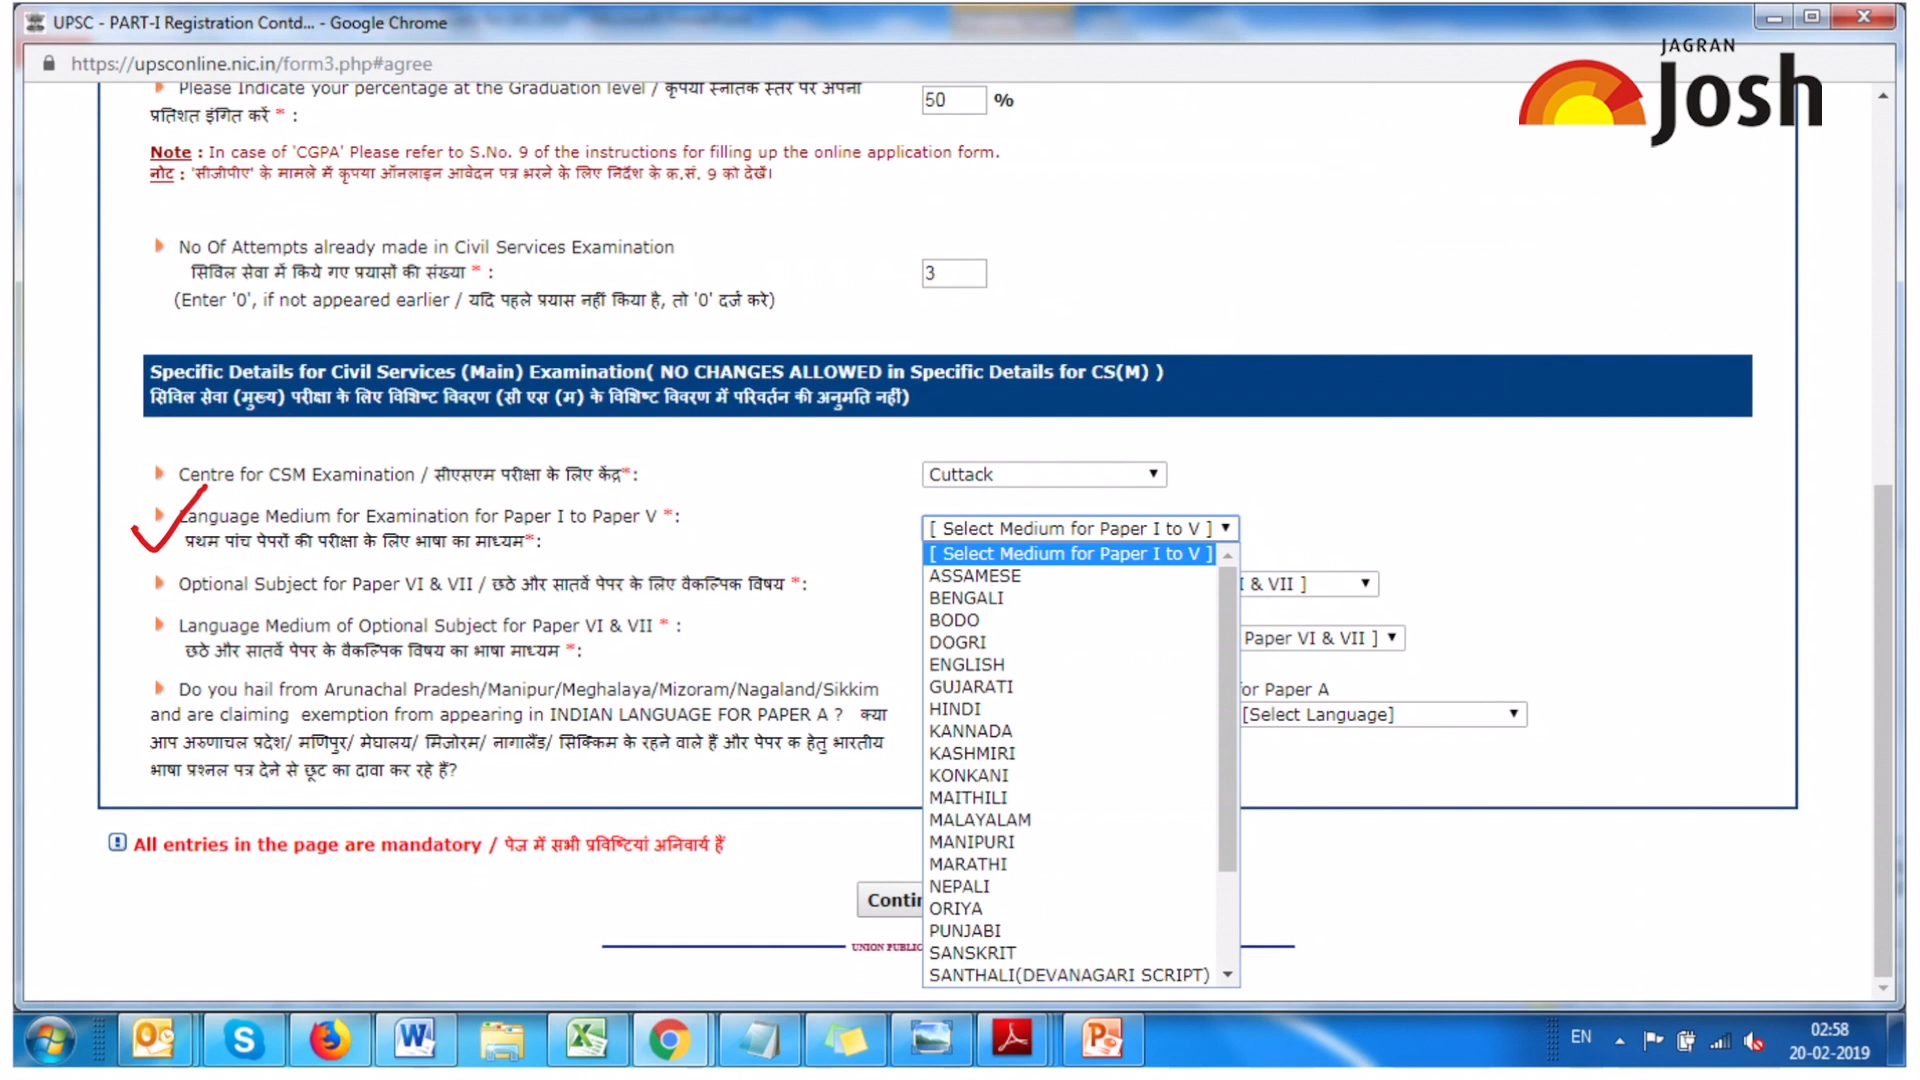 UPSC - PART-I Registration Contd... - Google Chrome
https://upsconline.nic.in/form3.php#agree
JAGRAN
Josh
Please Indicate your percentage at the Graduation level / कृपया स्नातक स्तर पर अपना
प्रतिशत इंगित करें * :
50 %
Note : In case of 'CGPA' Please refer to S.No. 9 of the instructions for filling up the online application form.
नोट : 'सीजीपीए' के मामले में कृपया ऑनलाइन आवेदन पत्र भरने के लिए निर्देश के क्र.सं. 9 को देखें।
No Of Attempts already made in Civil Services Examination
सिविल सेवा में किये गए प्रयासों की संख्या * :
3
(Enter '0', if not appeared earlier / यदि पहले प्रयास नहीं किया है, तो '0' दर्ज करे)
Specific Details for Civil Services (Main) Examination( NO CHANGES ALLOWED in Specific Details for CS(M) )
सिविल सेवा (मुख्य) परीक्षा के लिए विशिष्ट विवरण (सी एस (म) के विशिष्ट विवरण में परिवर्तन की अनुमति नहीं)
Centre for CSM Examination / सीएसएम परीक्षा के लिए केंद्र*:
Cuttack
Language Medium for Examination for Paper I to Paper V *:
प्रथम पांच पेपरों की परीक्षा के लिए भाषा का माध्यम*:
[ Select Medium for Paper I to V ]
[ Select Medium for Paper I to V ]
ASSAMESE
BENGALI
BODO
DOGRI
ENGLISH
GUJARATI
HINDI
KANNADA
KASHMIRI
KONKANI
MAITHILI
MALAYALAM
MANIPURI
MARATHI
NEPALI
ORIYA
PUNJABI
SANSKRIT
SANTHALI(DEVANAGARI SCRIPT)
Optional Subject for Paper VI & VII / छठे और सातवें पेपर के लिए वैकल्पिक विषय *:
I & VII ]
Language Medium of Optional Subject for Paper VI & VII * :
छठे और सातवें पेपर के वैकल्पिक विषय का भाषा माध्यम *:
Paper VI & VII ]
Do you hail from Arunachal Pradesh/Manipur/Meghalaya/Mizoram/Nagaland/Sikkim
and are claiming exemption from appearing in INDIAN LANGUAGE FOR PAPER A ? क्या
आप अरुणाचल प्रदेश/ मणिपुर/ मेघालय/ मिजोरम/ नागालैंड/ सिक्किम के रहने वाले हैं और पेपर क हेतु भारतीय
भाषा प्रश्नल पत्र देने से छूट का दावा कर रहे हैं?
for Paper A
[Select Language]
All entries in the page are mandatory / पेज में सभी प्रविष्टियां अनिवार्य हैं
Contin
UNION PUBLIC
EN
02:58
20-02-2019